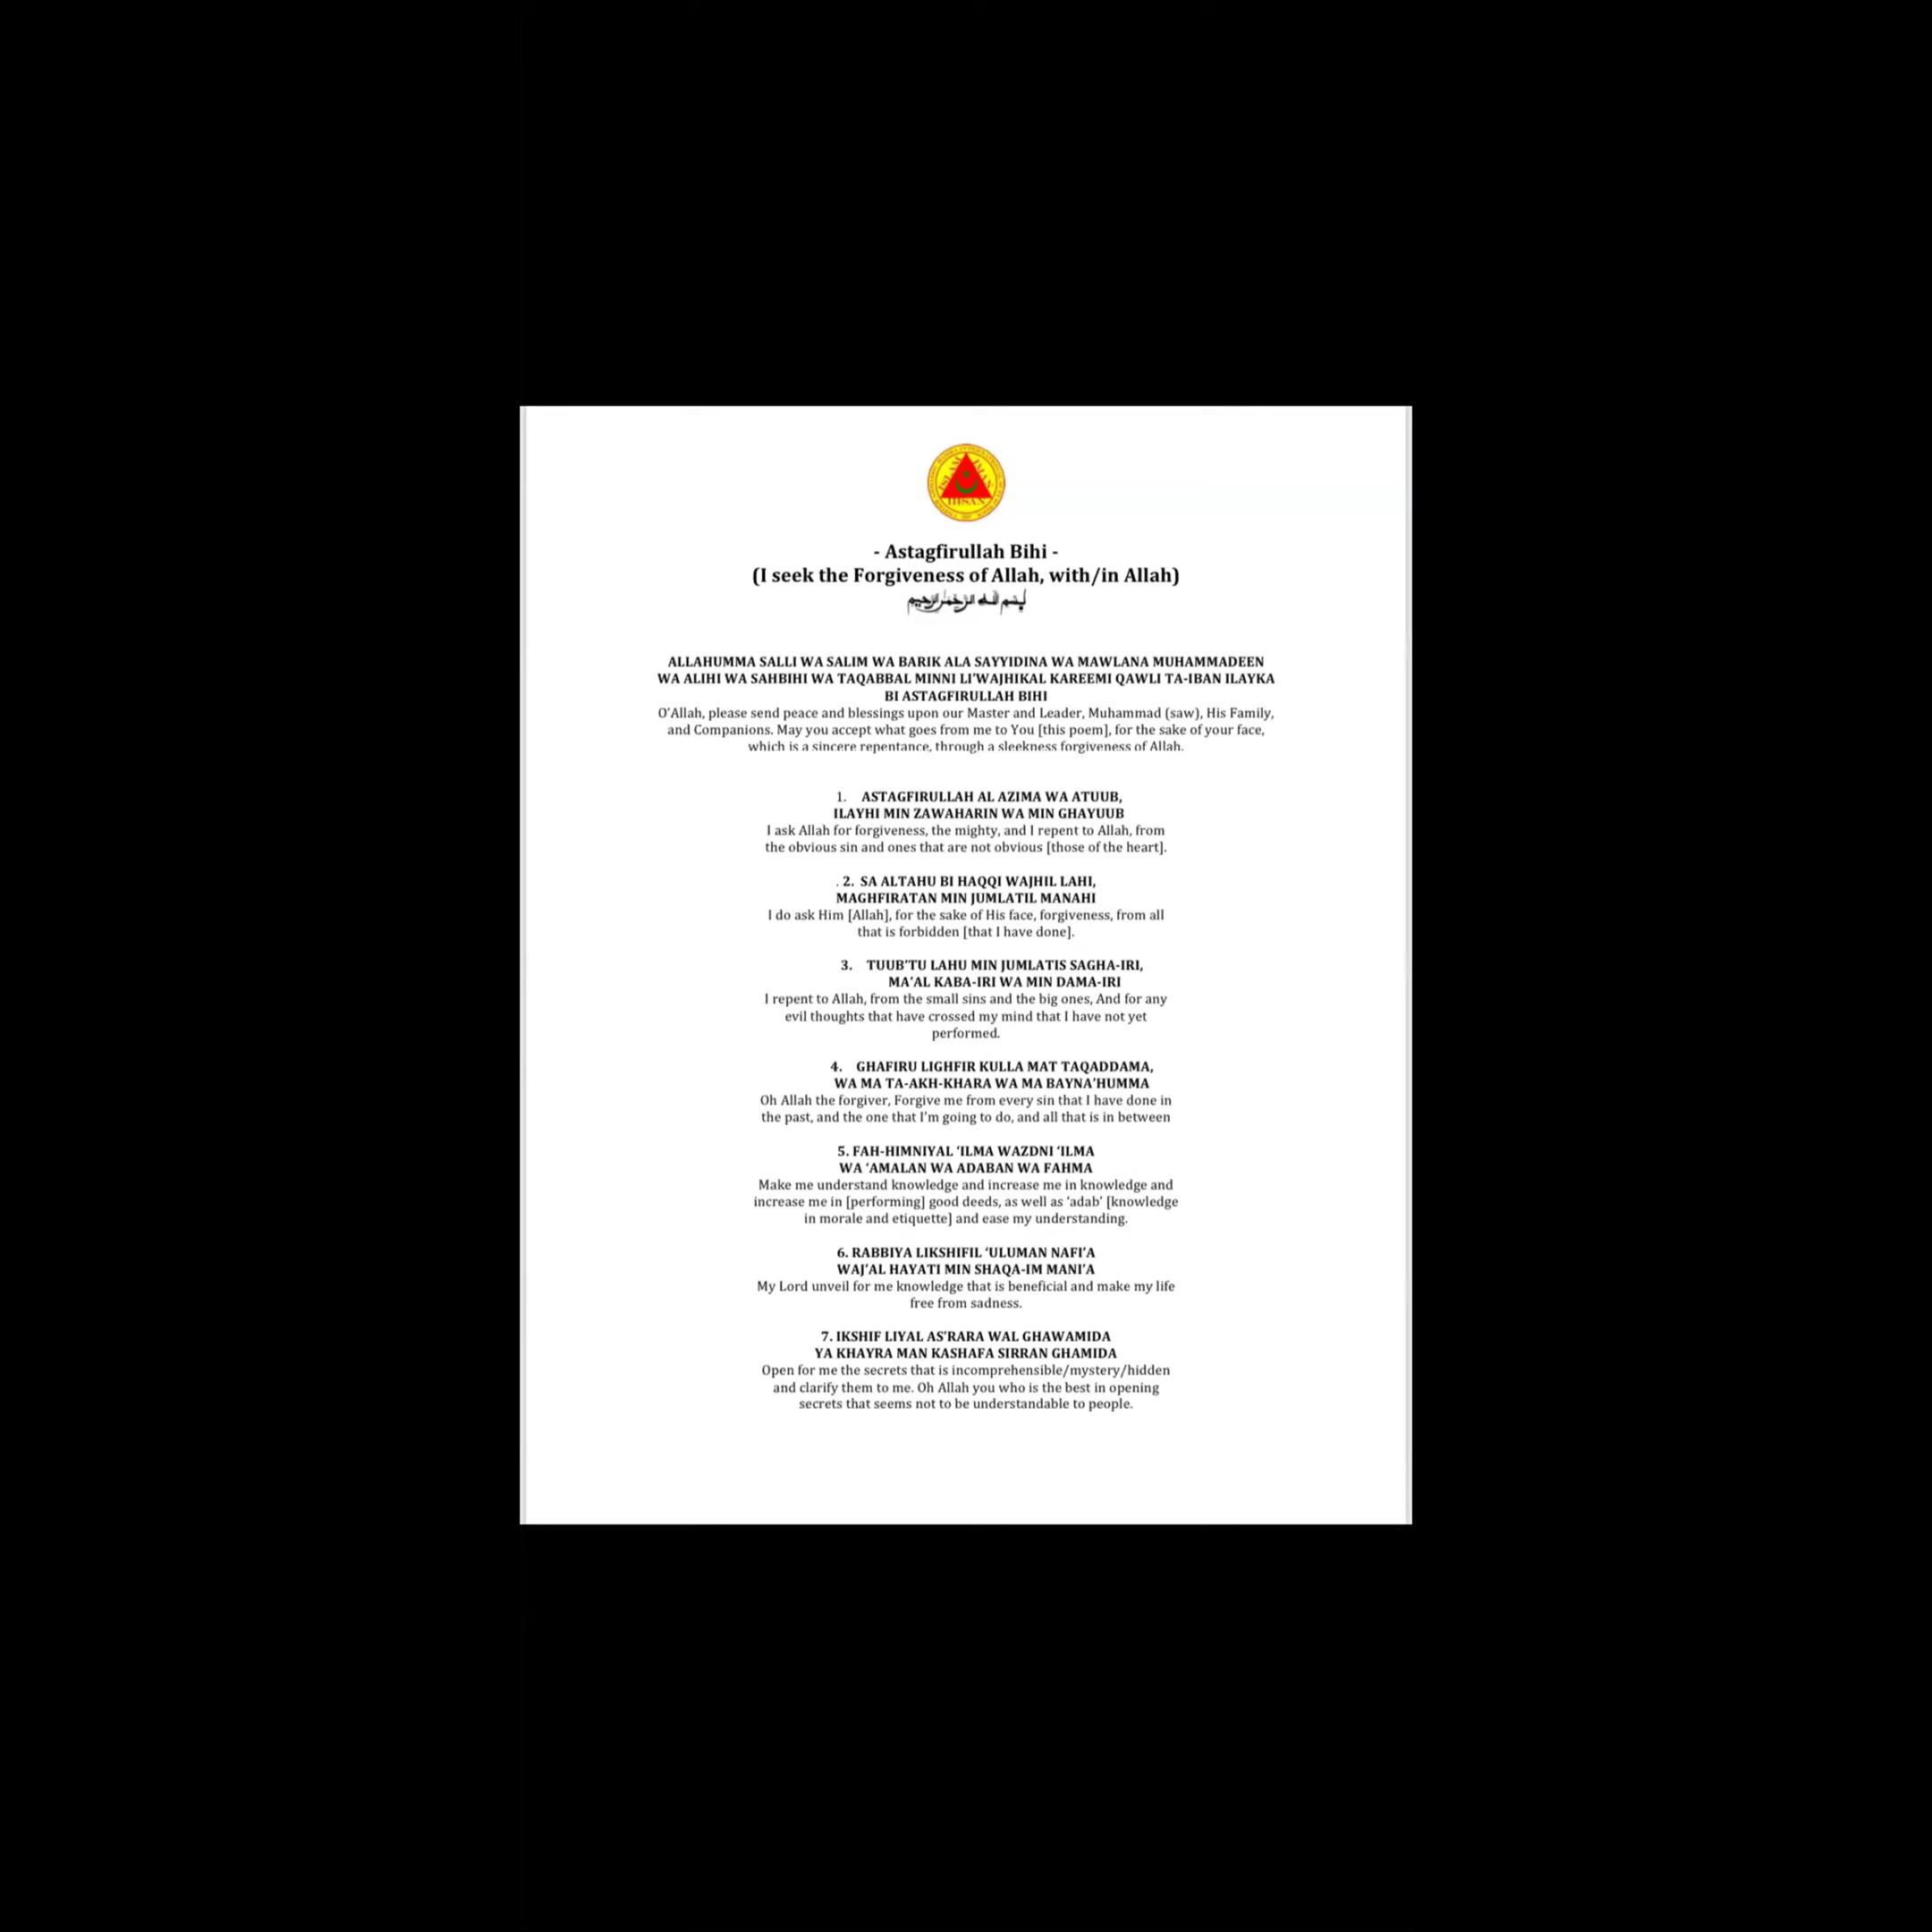 ISLAM IMAN
IHSAN
- Astagfirullah Bihi -
(I seek the Forgiveness of Allah, with/in Allah)
بسم الله الرحمن الرحيم
ALLAHUMMA SALLI WA SALIM WA BARIK ALA SAYYIDINA WA MAWLANA MUHAMMADEEN
WA ALIHI WA SAHBIHI WA TAQABBAL MINNI LI’WAJHIKAL KAREEMI QAWLI TA-IBAN ILAYKA
BI ASTAGFIRULLAH BIHI
O’Allah, please send peace and blessings upon our Master and Leader, Muhammad (saw), His Family,
and Companions. May you accept what goes from me to You [this poem], for the sake of your face,
which is a sincere repentance, through a sleekness forgiveness of Allah.
1. ASTAGFIRULLAH AL AZIMA WA ATUUB,
ILAYHI MIN ZAWAHARIN WA MIN GHAYUUB
I ask Allah for forgiveness, the mighty, and I repent to Allah, from
the obvious sin and ones that are not obvious [those of the heart].
. 2. SA ALTAHU BI HAQQI WAJHIL LAHI,
MAGHFIRATAN MIN JUMLATIL MANAHI
I do ask Him [Allah], for the sake of His face, forgiveness, from all
that is forbidden [that I have done].
3. TUUB’TU LAHU MIN JUMLATIS SAGHA-IRI,
MA’AL KABA-IRI WA MIN DAMA-IRI
I repent to Allah, from the small sins and the big ones, And for any
evil thoughts that have crossed my mind that I have not yet
performed.
4. GHAFIRU LIGHFIR KULLA MAT TAQADDAMA,
WA MA TA-AKH-KHARA WA MA BAYNA’HUMMA
Oh Allah the forgiver, Forgive me from every sin that I have done in
the past, and the one that I’m going to do, and all that is in between
5. FAH-HIMNIYAL ‘ILMA WAZDNI ‘ILMA
WA ‘AMALAN WA ADABAN WA FAHMA
Make me understand knowledge and increase me in knowledge and
increase me in [performing] good deeds, as well as ‘adab’ [knowledge
in morale and etiquette] and ease my understanding.
6. RABBIYA LIKSHIFIL ‘ULUMAN NAFI’A
WAJ’AL HAYATI MIN SHAQA-IM MANI’A
My Lord unveil for me knowledge that is beneficial and make my life
free from sadness.
7. IKSHIF LIYAL AS’RARA WAL GHAWAMIDA
YA KHAYRA MAN KASHAFA SIRRAN GHAMIDA
Open for me the secrets that is incomprehensible/mystery/hidden
and clarify them to me. Oh Allah you who is the best in opening
secrets that seems not to be understandable to people.